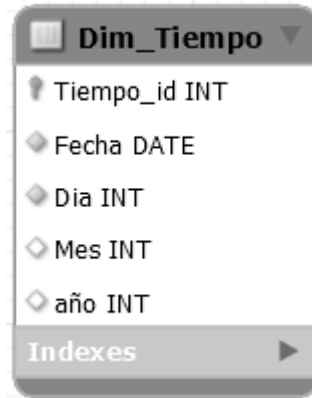 Dim_Tiempo
Tiempo_id INT
Fecha DATE
Dia INT
Mes INT
año INT
Indexes